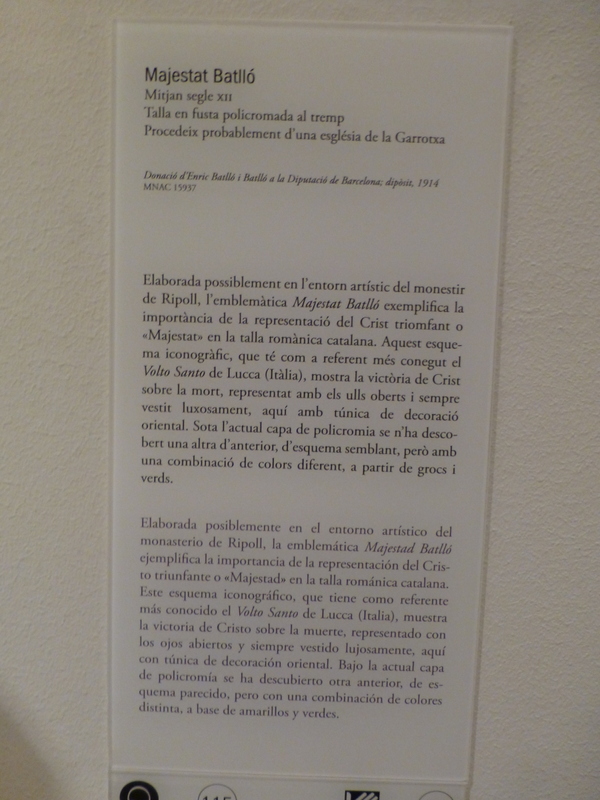 Majestat Batlló
Mitjan segle XII
Talla en fusta policromada al tremp
Procedeix probablement d'una església de la Garrotxa
Donació d'Enric Batlló i Batlló a la Diputació de Barcelona; dipòsit, 1914
MNAC 15937
Elaborada possiblement en l'entorn artístic del monestir
de Ripoll, l'emblemàtica Majestat Batlló exemplifica la
importància de la representació del Crist triomfant o
«Majestat» en la talla romànica catalana. Aquest esque-
ma iconogràfic, que té com a referent més conegut el
Volto Santo de Lucca (Itàlia), mostra la victòria de Crist
sobre la mort, representat amb els ulls oberts i sempre
vestit luxosament, aquí amb túnica de decoració
oriental. Sota l'actual capa de policromia se n'ha desco-
bert una altra d'anterior, d'esquema semblant, però amb
una combinació de colors diferent, a partir de grocs i
verds.
Elaborada posiblemente en el entorno artístico del
monasterio de Ripoll, la emblemática Majestad Batlló
ejemplifica la importancia de la representación del Cris-
to triunfante o «Majestad» en la talla románica catalana.
Este esquema iconográfico, que tiene como referente
más conocido el Volto Santo de Lucca (Italia), muestra
la victoria de Cristo sobre la muerte, representado con
los ojos abiertos y siempre vestido lujosamente, aquí
con túnica de decoración oriental. Bajo la actual capa
de policromía se ha descubierto otra anterior, de es-
quema parecido, pero con una combinación de colores
distinta, a base de amarillos y verdes.
115